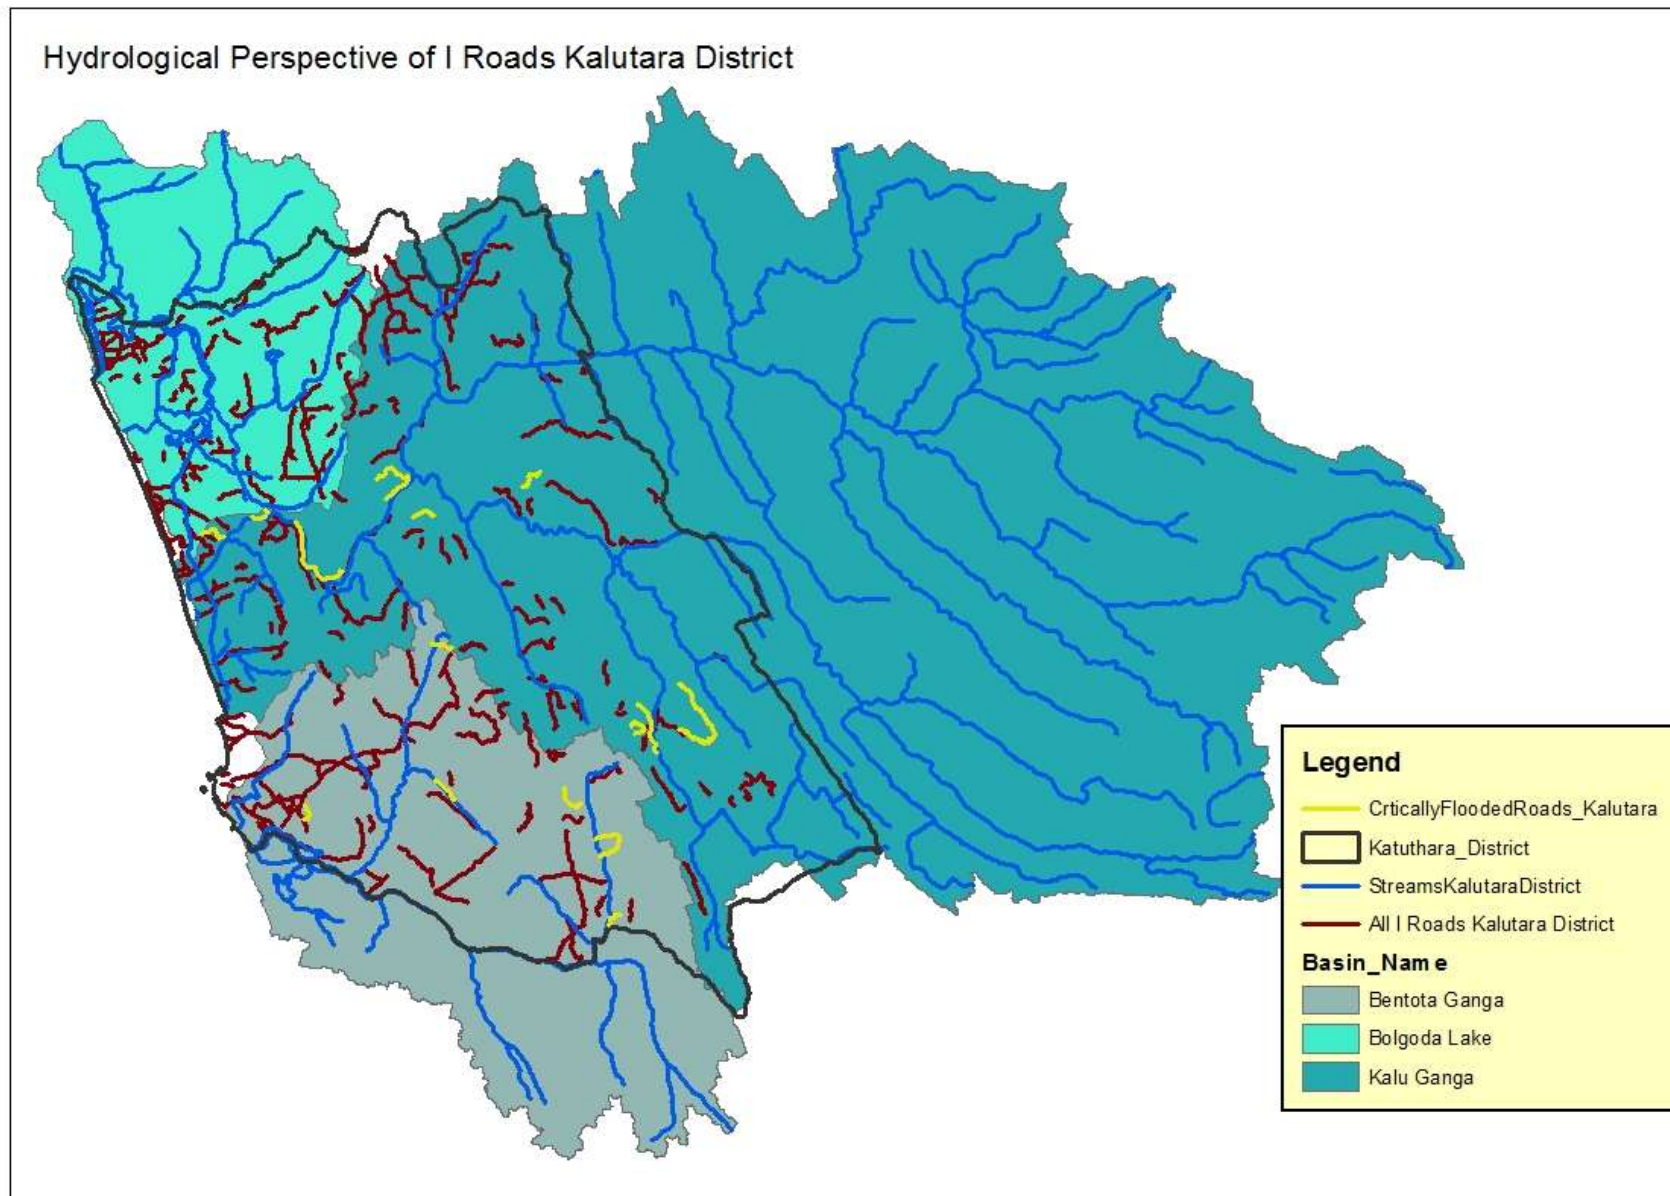 Hydrological Perspective of I Roads Kalutara District
Legend
CrticallyFloodedRoads_Kalutara
Katuthara_District
StreamsKalutaraDistrict
All I Roads Kalutara District
Basin_Name
Bentota Ganga
Bolgoda Lake
Kalu Ganga